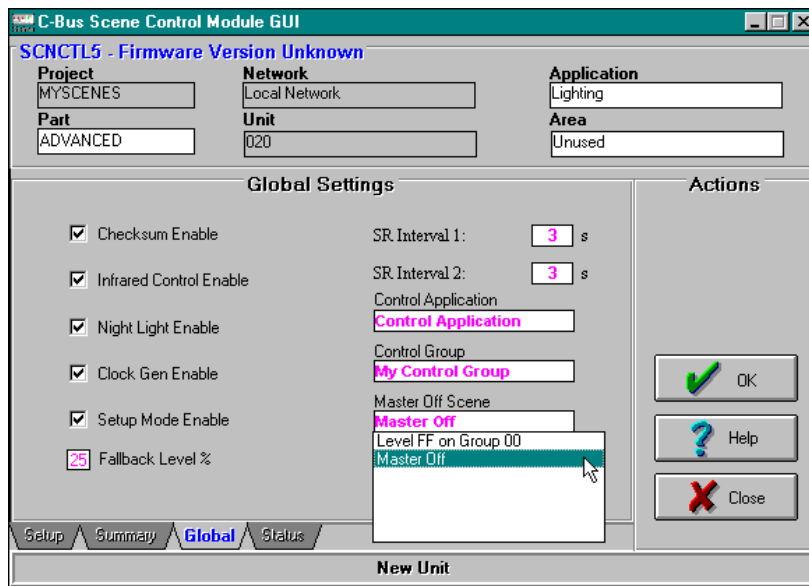 C-Bus Scene Control Module GUI
SCNCTL5 - Firmware Version Unknown
Project
Network
Application
MYSCENES
Local Network
Lighting
Part
Unit
Area
ADVANCED
020
Unused
Global Settings
Actions
Checksum Enable
SR Interval 1: 3 s
Infrared Control Enable
SR Interval 2: 3 s
Control Application
Control Application
Night Light Enable
Control Group
My Control Group
Clock Gen Enable
Master Off Scene
Setup Mode Enable
Master Off
Level FF on Group 00
Master Off
25 Fallback Level %
OK
Help
Close
Setup
Summary
Global
Status
New Unit